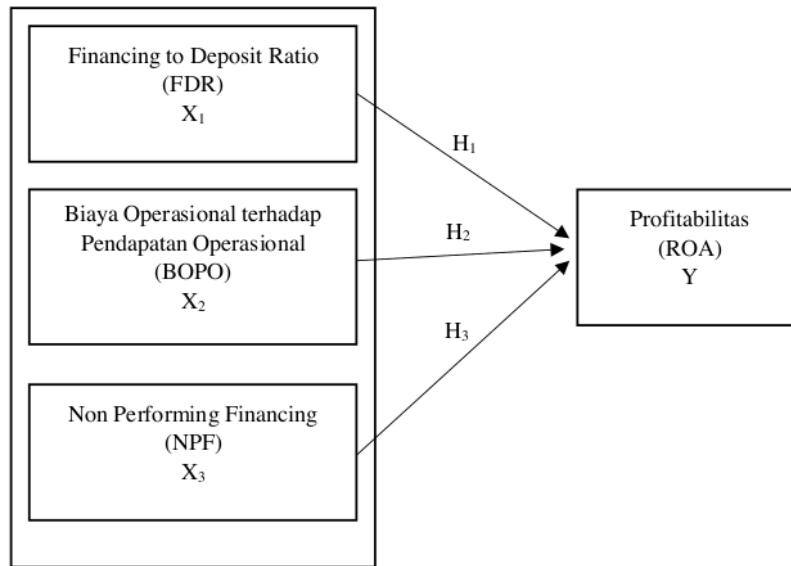 Financing to Deposit Ratio
(FDR)
X₁
H₁
Biaya Operasional terhadap
Pendapatan Operasional
(BOPO)
X₂
H₂
Profitabilitas
(ROA)
Y
H₃
Non Performing Financing
(NPF)
X₃